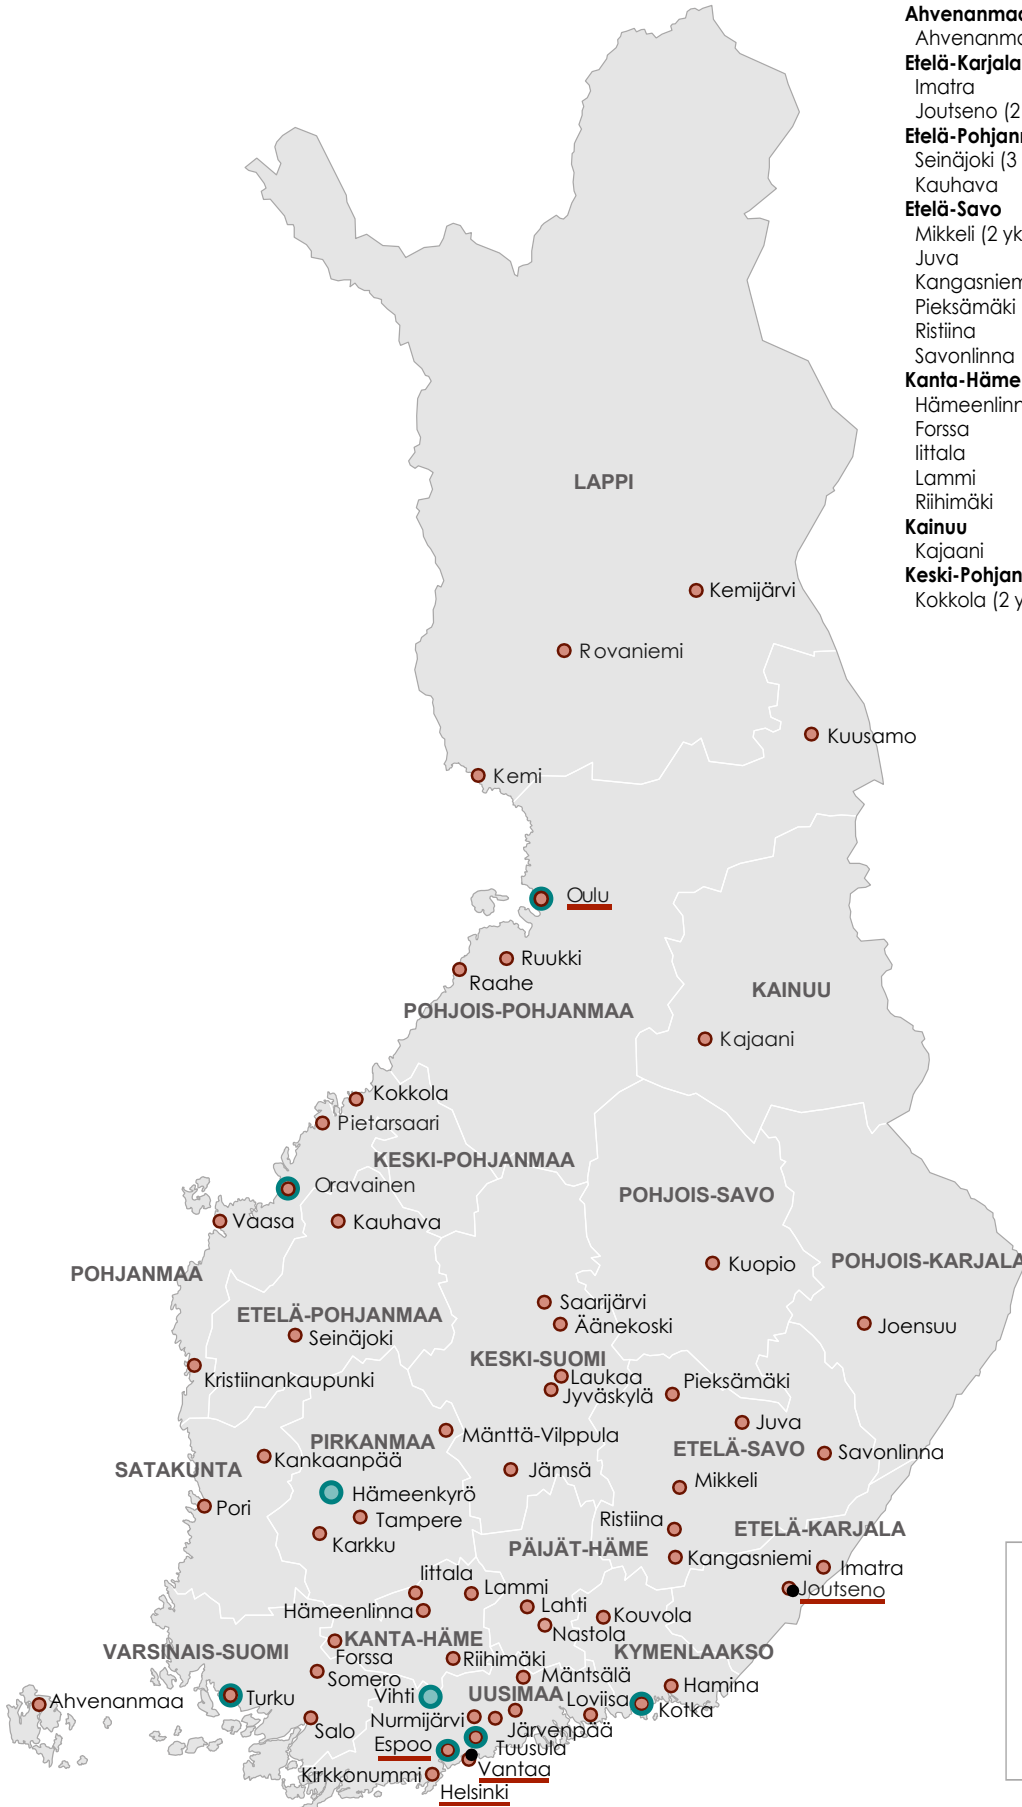 Ahvenanmaa
Ahvenanma
Etelä-Karjala
Imatra
Joutseno (2
Etelä-Pohjanm
Seinäjoki (3
Kauhava
Etelä-Savo
Mikkeli (2 yk
Juva
Kangasniem
Pieksämäki
Ristiina
Savonlinna
Kanta-Häme
Hämeenlinn
Forssa
Iittala
Lammi
Riihimäki
Kainuu
Kajaani
Keski-Pohjan
Kokkola (2 y
LAPPI
Kemijärvi
Rovaniemi
Kuusamo
Kemi
Oulu
Ruukki
Raahe
KAINUU
POHJOIS-POHJANMAA
Kajaani
Kokkola
Pietarsaari
KESKI-POHJANMAA
Oravainen
POHJOIS-SAVO
Vaasa
Kauhava
Kuopio
POHJOIS-KARJALA
POHJANMAA
Saarijärvi
ETELÄ-POHJANMAA
Äänekoski
Joensuu
Seinäjoki
KESKI-SUOMI
Laukaa
Kristiinankaupunki
Pieksämäki
Jyväskylä
Juva
Mänttä-Vilppula
PIRKANMAA
ETELÄ-SAVO
Savonlinna
Kankaanpää
SATAKUNTA
Jämsä
Mikkeli
Hämeenkyrö
Pori
Tampere
Ristiina
ETELÄ-KARJALA
Karkku
PÄIJÄT-HÄME
Kangasniemi
Imatra
Iittala
Lammi
Joutseno
Hämeenlinna
Lahti
Kouvola
Nastola
KANTA-HÄME
VARSINAIS-SUOMI
Forssa
Riihimäki
KYMENLAAKSO
Somero
Mäntsälä
Hamina
Vihti
UUSIMAA
Loviisa
Ahvenanmaa
Turku
Kotka
Nurmijärvi
Salo
Järvenpää
Espoo
Tuusula
Vantaa
Kirkkonummi
Helsinki